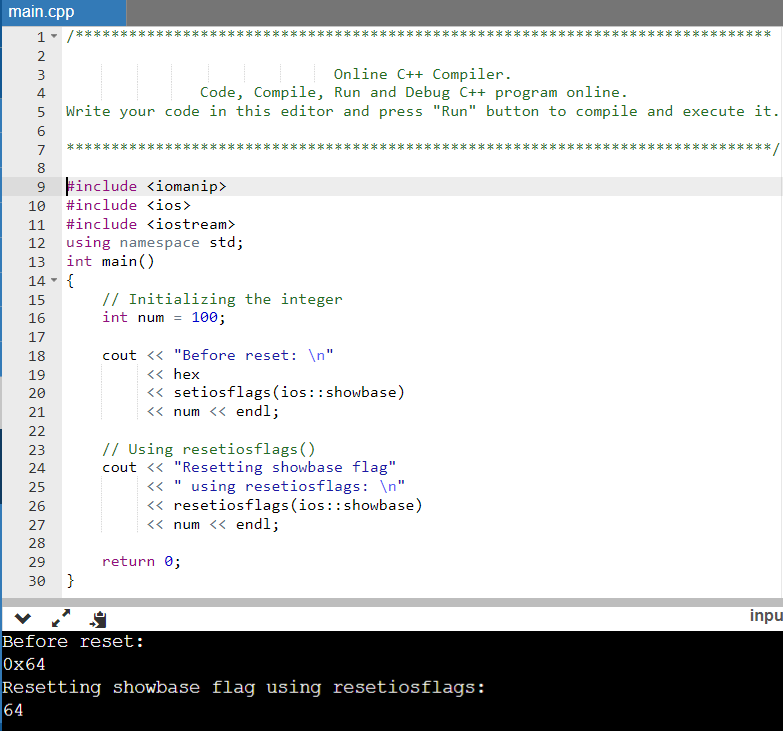 main.cpp
1 /******************************************************************************
2
3 Online C++ Compiler.
4 Code, Compile, Run and Debug C++ program online.
5 Write your code in this editor and press "Run" button to compile and execute it.
6
7 *******************************************************************************/
8
9 #include <iomanip>
10 #include <ios>
11 #include <iostream>
12 using namespace std;
13 int main()
14 {
15     // Initializing the integer
16     int num = 100;
17
18     cout << "Before reset: \n"
19          << hex
20          << setiosflags(ios::showbase)
21          << num << endl;
22
23     // Using resetiosflags()
24     cout << "Resetting showbase flag"
25          << " using resetiosflags: \n"
26          << resetiosflags(ios::showbase)
27          << num << endl;
28
29     return 0;
30 }
inpu
Before reset:
0x64
Resetting showbase flag using resetiosflags:
64